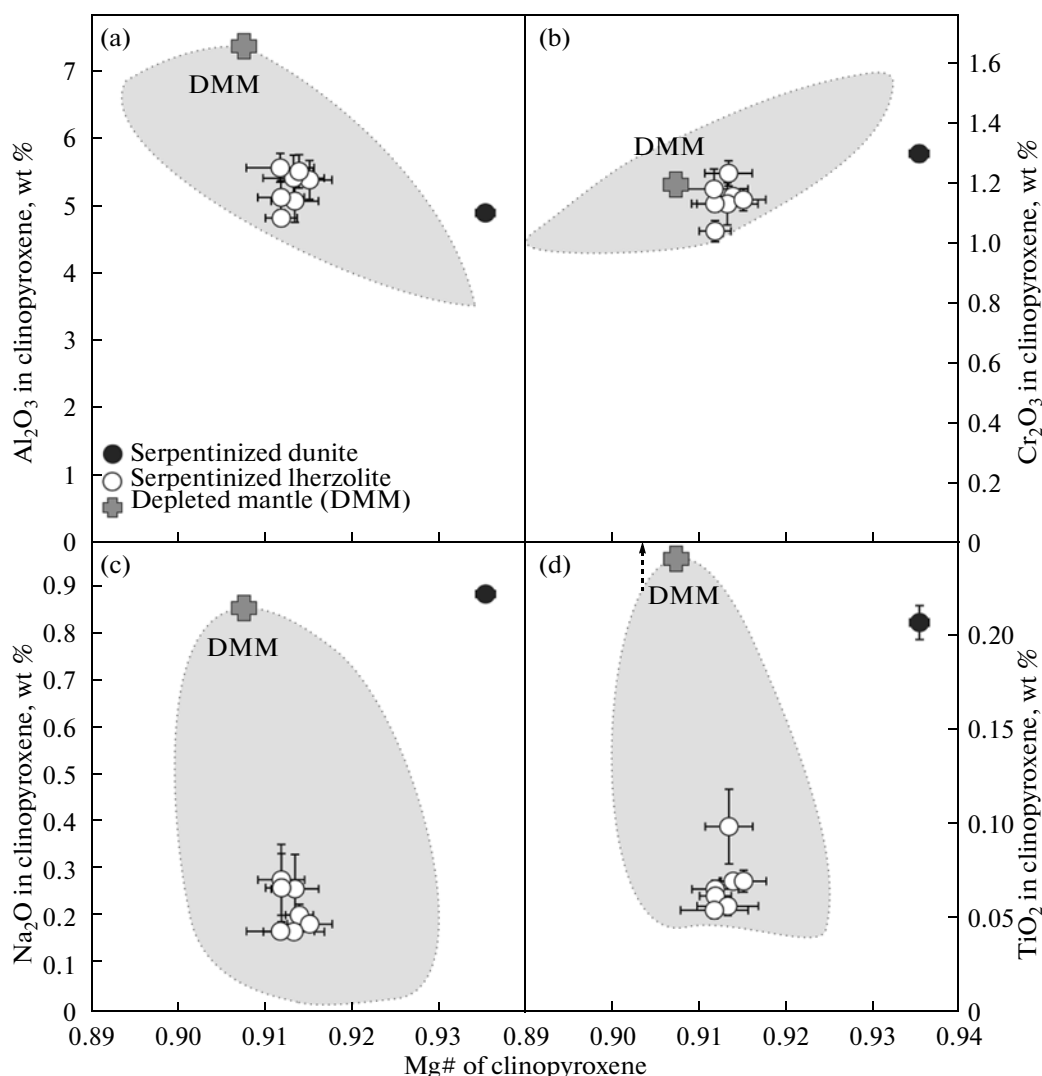 (a)
7
6
5
4
3
2
1
0
DMM
Al₂O₃ in clinopyroxene, wt %
Serpentinized dunite
Serpentinized lherzolite
Depleted mantle (DMM)
(b)
DMM
1.6
1.4
1.2
1.0
0.8
0.6
0.4
0.2
0
Cr₂O₃ in clinopyroxene, wt %
(c)
0.9
0.8
0.7
0.6
0.5
0.4
0.3
0.2
0.1
0
DMM
Na₂O in clinopyroxene, wt %
(d)
DMM
0.20
0.15
0.10
0.05
0
TiO₂ in clinopyroxene, wt %
0.89 0.90 0.91 0.92 0.93 0.89 0.90 0.91 0.92 0.93 0.94
Mg# of clinopyroxene